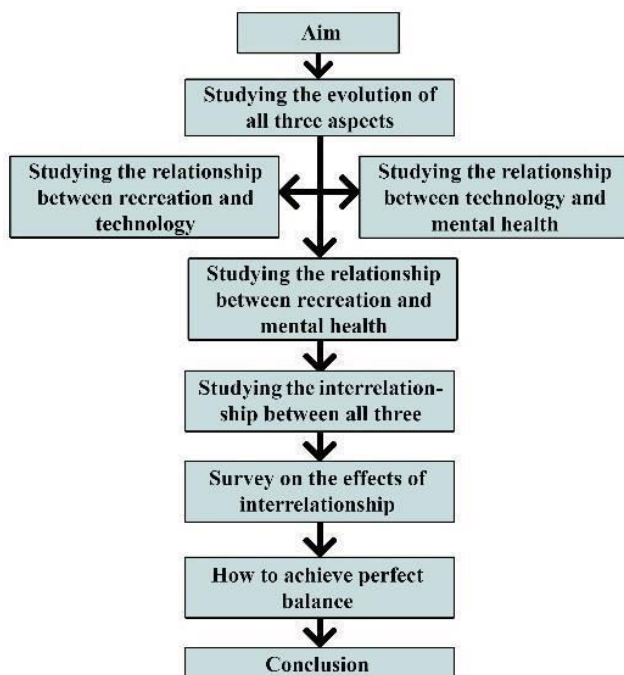 Aim
Studying the evolution of
all three aspects
Studying the relationship
between recreation and
technology
Studying the relationship
between technology and
mental health
Studying the relationship
between recreation and
mental health
Studying the interrelation-
ship between all three
Survey on the effects of
interrelationship
How to achieve perfect
balance
Conclusion